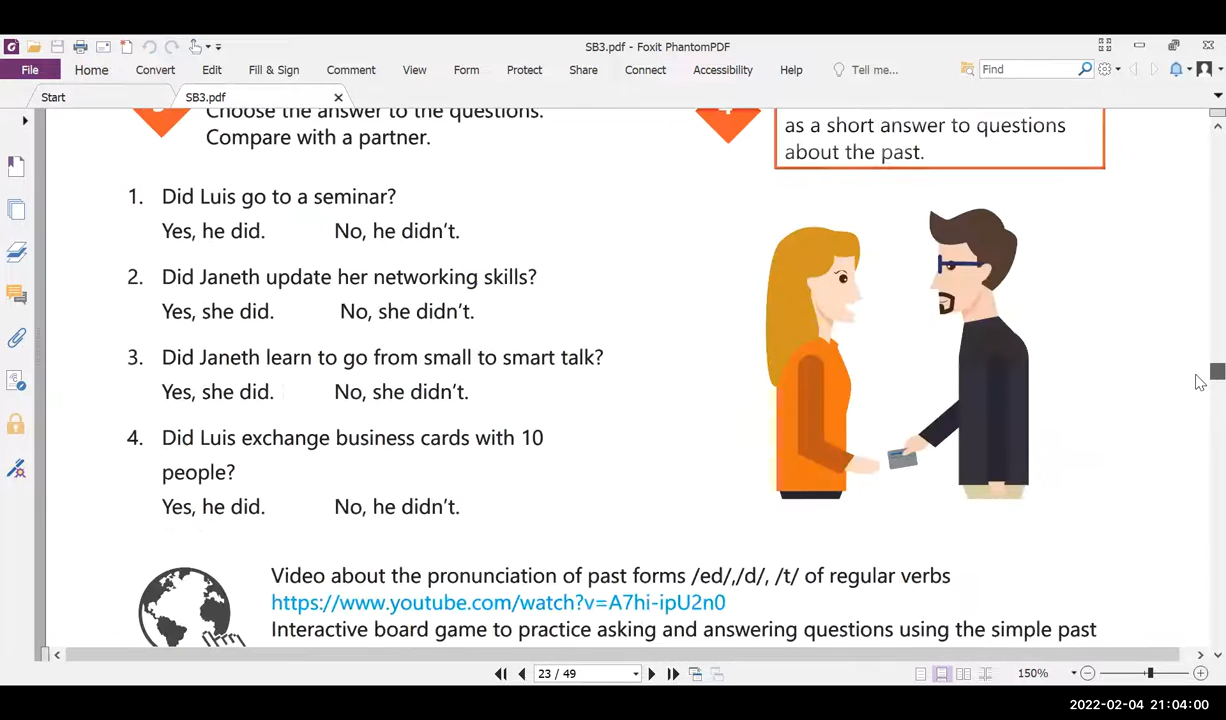 SB3.pdf - Foxit PhantomPDF
File Home Convert Edit Fill & Sign Comment View Form Protect Share Connect Accessibility Help Tell me... Find
Start SB3.pdf
Choose the answer to the questions.
Compare with a partner.
as a short answer to questions
about the past.
1. Did Luis go to a seminar?
Yes, he did. No, he didn't.
2. Did Janeth update her networking skills?
Yes, she did. No, she didn't.
3. Did Janeth learn to go from small to smart talk?
Yes, she did. No, she didn't.
4. Did Luis exchange business cards with 10
people?
Yes, he did. No, he didn't.
Video about the pronunciation of past forms /ed/,/d/, /t/ of regular verbs
https://www.youtube.com/watch?v=A7hi-ipU2n0
Interactive board game to practice asking and answering questions using the simple past
23 / 49 150%
2022-02-04 21:04:00